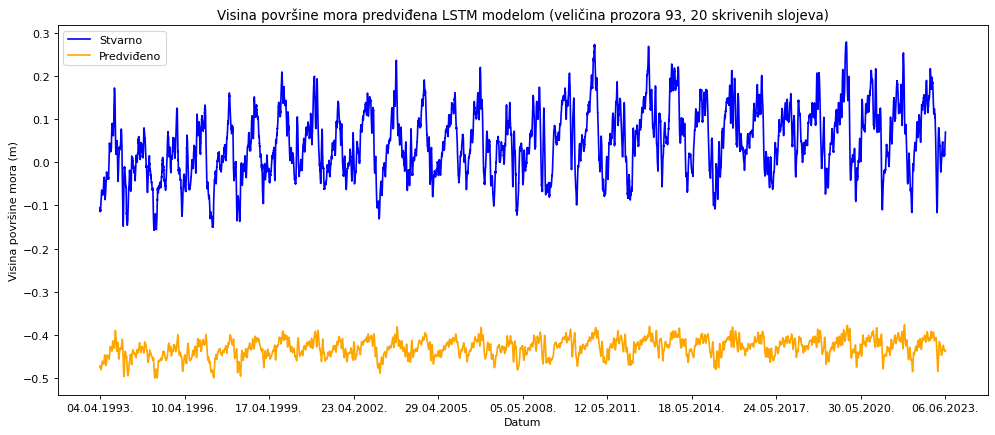 Visina površine mora predviđena LSTM modelom (veličina prozora 93, 20 skrivenih slojeva)
Stvarno
Predviđeno
Visina površine mora (m)
0.3
0.2
0.1
0.0
−0.1
−0.2
−0.3
−0.4
−0.5
04.04.1993. 10.04.1996. 17.04.1999. 23.04.2002. 29.04.2005. 05.05.2008. 12.05.2011. 18.05.2014. 24.05.2017. 30.05.2020. 06.06.2023.
Datum